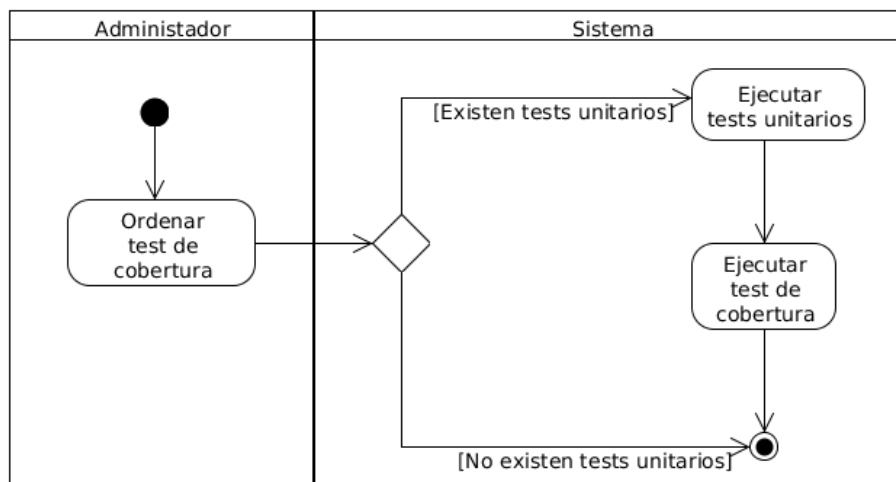 Administador
Sistema
[Existen tests unitarios]
Ejecutar
tests unitarios
Ordenar
test de
cobertura
Ejecutar
test de
cobertura
[No existen tests unitarios]